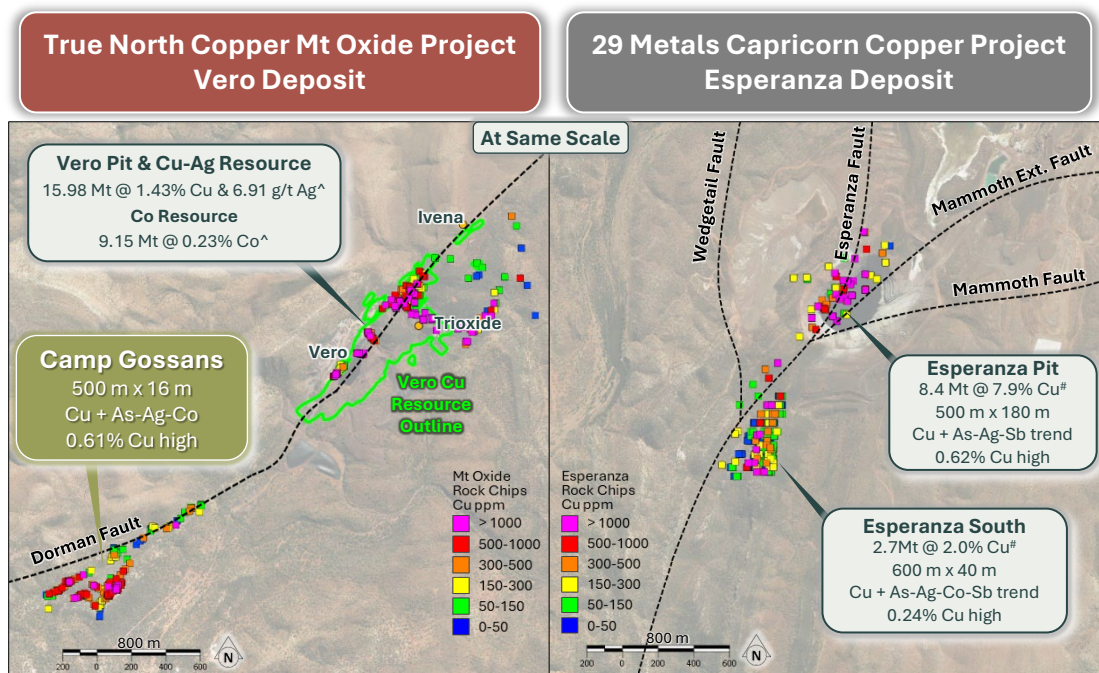 True North Copper Mt Oxide Project
Vero Deposit
29 Metals Capricorn Copper Project
Esperanza Deposit
At Same Scale
Vero Pit & Cu-Ag Resource
15.98 Mt @ 1.43% Cu & 6.91 g/t Ag^
Co Resource
9.15 Mt @ 0.23% Co^
Ivena
Trioxide
Vero
Vero Cu
Resource
Outline
Camp Gossans
500 m x 16 m
Cu + As-Ag-Co
0.61% Cu high
Dorman Fault
Mt Oxide
Rock Chips
Cu ppm
> 1000
500-1000
300-500
150-300
50-150
0-50
800 m
200 0 200 400 600
N
Wedgetail Fault
Esperanza Fault
Mammoth Ext. Fault
Mammoth Fault
Esperanza Pit
8.4 Mt @ 7.9% Cu#
500 m x 180 m
Cu + As-Ag-Sb trend
0.62% Cu high
Esperanza South
2.7Mt @ 2.0% Cu#
600 m x 40 m
Cu + As-Ag-Co-Sb trend
0.24% Cu high
Esperanza
Rock Chips
Cu ppm
> 1000
500-1000
300-500
150-300
50-150
0-50
800 m
200 0 200 400 600
N